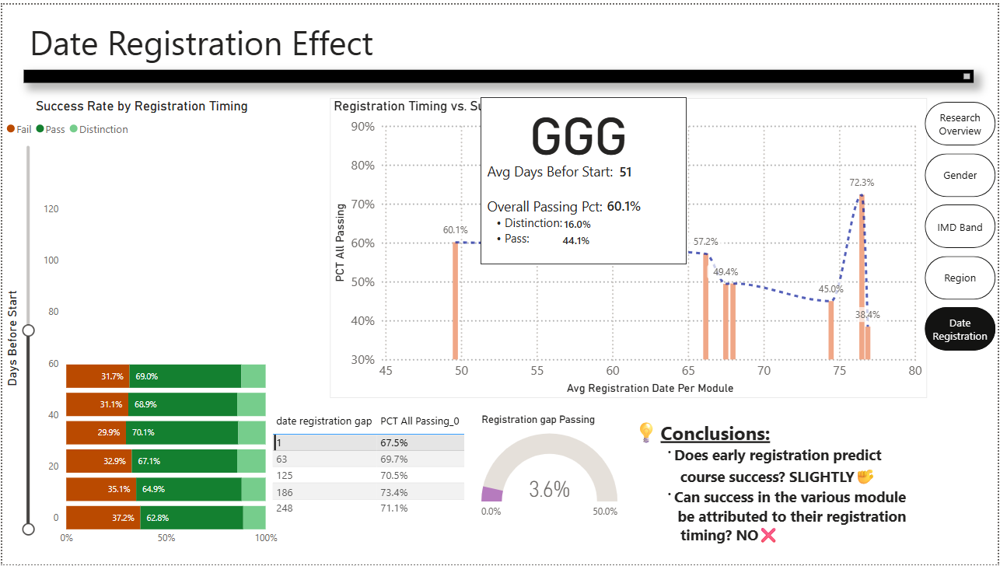 Date Registration Effect
Success Rate by Registration Timing
Fail Pass Distinction
Days Before Start
120
100
80
60
40
20
0
31.7% 69.0%
31.1% 68.9%
29.9% 70.1%
32.9% 67.1%
35.1% 64.9%
37.2% 62.8%
0% 50% 100%
Registration Timing vs. Su
PCT All Passing
90%
80%
70%
60%
50%
40%
30%
60.1%
57.2%
49.4%
45.0%
72.3%
38.4%
45 50 55 60 65 70 75 80
Avg Registration Date Per Module
GGG
Avg Days Befor Start: 51
Overall Passing Pct: 60.1%
• Distinction: 16.0%
• Pass: 44.1%
Research
Overview
Gender
IMD Band
Region
Date
Registration
date registration gap PCT All Passing_0
1 67.5%
63 69.7%
125 70.5%
186 73.4%
248 71.1%
Registration gap Passing
3.6%
0.0% 50.0%
💡 Conclusions:
· Does early registration predict
course success? SLIGHTLY
· Can success in the various module
be attributed to their registration
timing? NO ❌